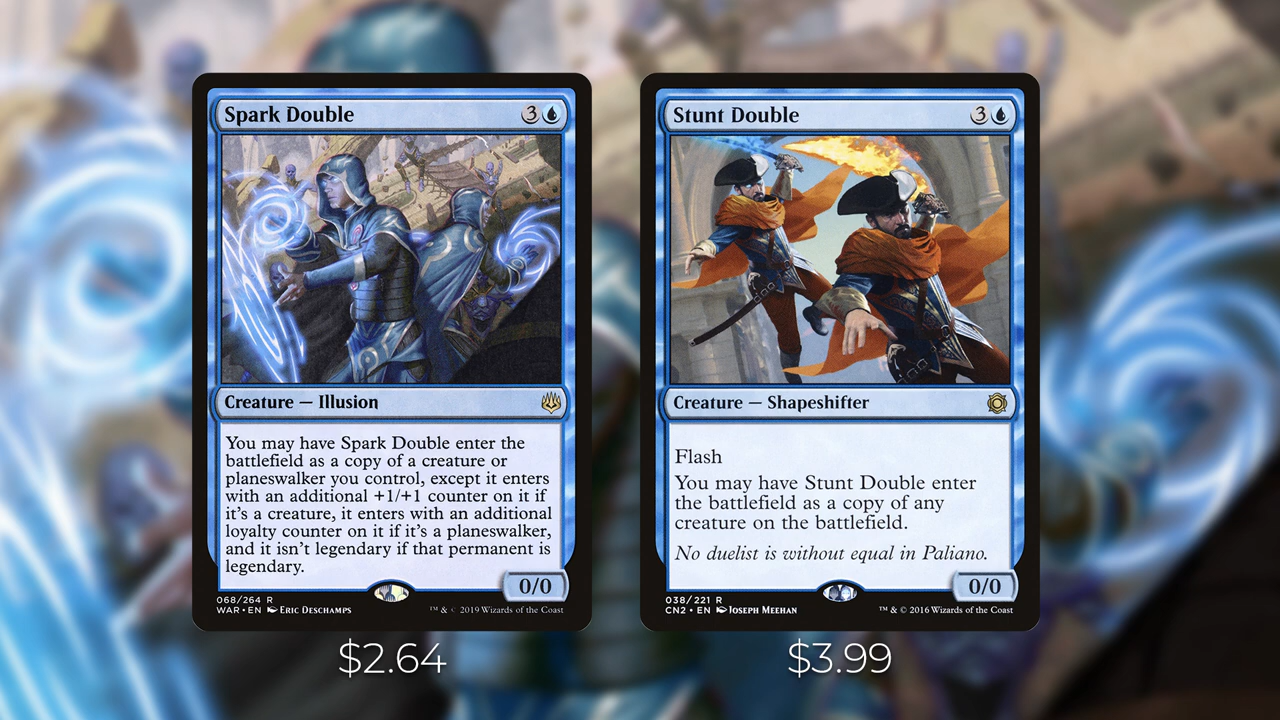 Spark Double 3
Creature — Illusion
You may have Spark Double enter the
battlefield as a copy of a creature or
planeswalker you control, except it enters
with an additional +1/+1 counter on it if
it's a creature, it enters with an additional
loyalty counter on it if it's a planeswalker,
and it isn't legendary if that permanent is
legendary.
0/0
068/264 R
WAR • EN Eric Deschamps
™ & © 2019 Wizards of the Coast
$2.64
Stunt Double 3
Creature — Shapeshifter
Flash
You may have Stunt Double enter
the battlefield as a copy of any
creature on the battlefield.
No duelist is without equal in Paliano.
0/0
038/221 R
CN2 • EN Joseph Meehan
™ & © 2016 Wizards of the Coast
$3.99